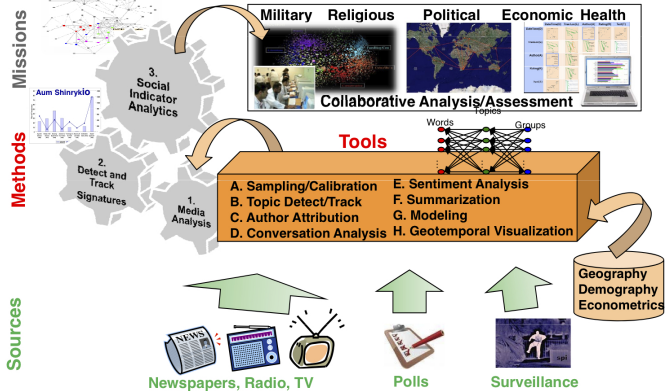 Missions
Methods
Sources
Military Religious Political Economic Health
Collaborative Analysis/Assessment
3.
Social
Indicator
Analytics
Aum Shinrykio
2.
Detect and
Track
Signatures
1.
Media
Analysis
Tools
Topics
Words
Groups
A. Sampling/Calibration
B. Topic Detect/Track
C. Author Attribution
D. Conversation Analysis
E. Sentiment Analysis
F. Summarization
G. Modeling
H. Geotemporal Visualization
Geography
Demography
Econometrics
NEWS
Newspapers, Radio, TV
Polls
Surveillance